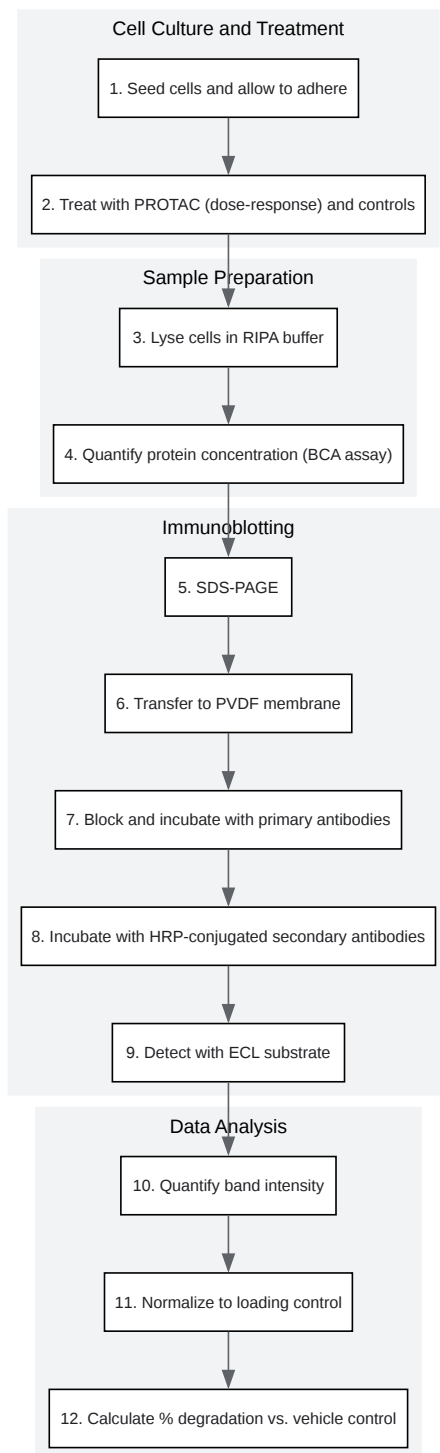 Cell Culture and Treatment
1. Seed cells and allow to adhere
2. Treat with PROTAC (dose-response) and controls
Sample Preparation
3. Lyse cells in RIPA buffer
4. Quantify protein concentration (BCA assay)
Immunoblotting
5. SDS-PAGE
6. Transfer to PVDF membrane
7. Block and incubate with primary antibodies
8. Incubate with HRP-conjugated secondary antibodies
9. Detect with ECL substrate
Data Analysis
10. Quantify band intensity
11. Normalize to loading control
12. Calculate % degradation vs. vehicle control